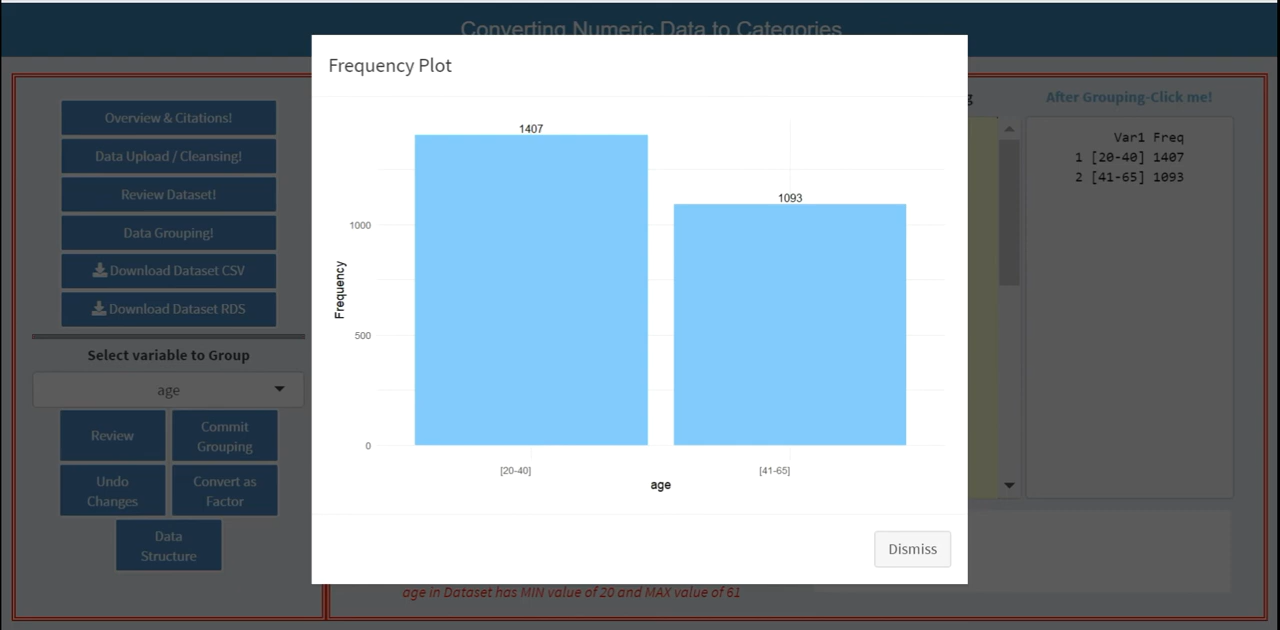 Converting Numeric Data to Categories
Overview & Citations!
Data Upload / Cleansing!
Review Dataset!
Data Grouping!
Download Dataset CSV
Download Dataset RDS
Select variable to Group
age
Review
Commit
Grouping
Undo
Changes
Convert as
Factor
Data
Structure
Frequency Plot
1407
1093
1000
500
0
Frequency
[20-40]
[41-65]
age
Dismiss
age in Dataset has MIN value of 20 and MAX value of 61
After Grouping-Click me!
Var1 Freq
1 [20-40] 1407
2 [41-65] 1093